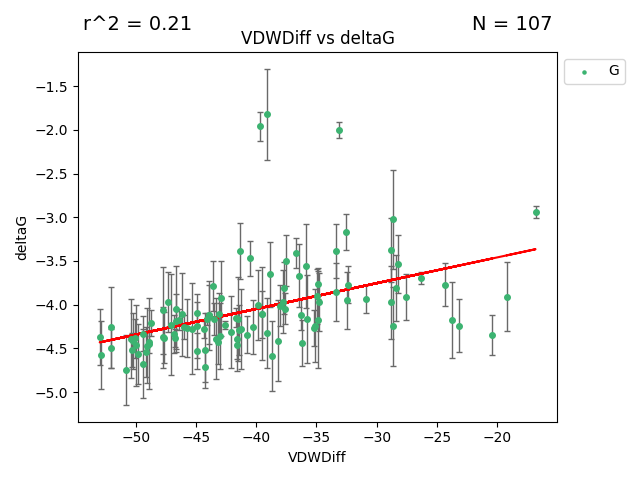 r^2 = 0.21
N = 107
VDWDiff vs deltaG
G
−1.5
−2.0
−2.5
−3.0
−3.5
−4.0
−4.5
−5.0
deltaG
−50
−45
−40
−35
−30
−25
−20
VDWDiff